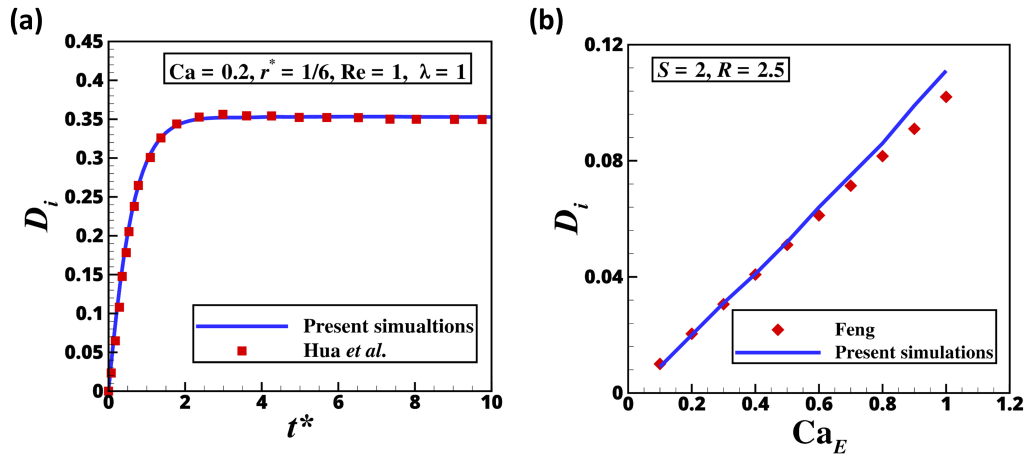 (a)
0.45
0.4
0.35
0.3
0.25
0.2
0.15
0.1
0.05
0
D_i
Ca = 0.2, r* = 1/6, Re = 1, λ = 1
Present simualtions
Hua et al.
0
2
4
6
8
10
t*
(b)
0.12
0.08
0.04
0
D_i
S = 2, R = 2.5
Feng
Present simulations
0
0.2
0.4
0.6
0.8
1
1.2
Ca_E